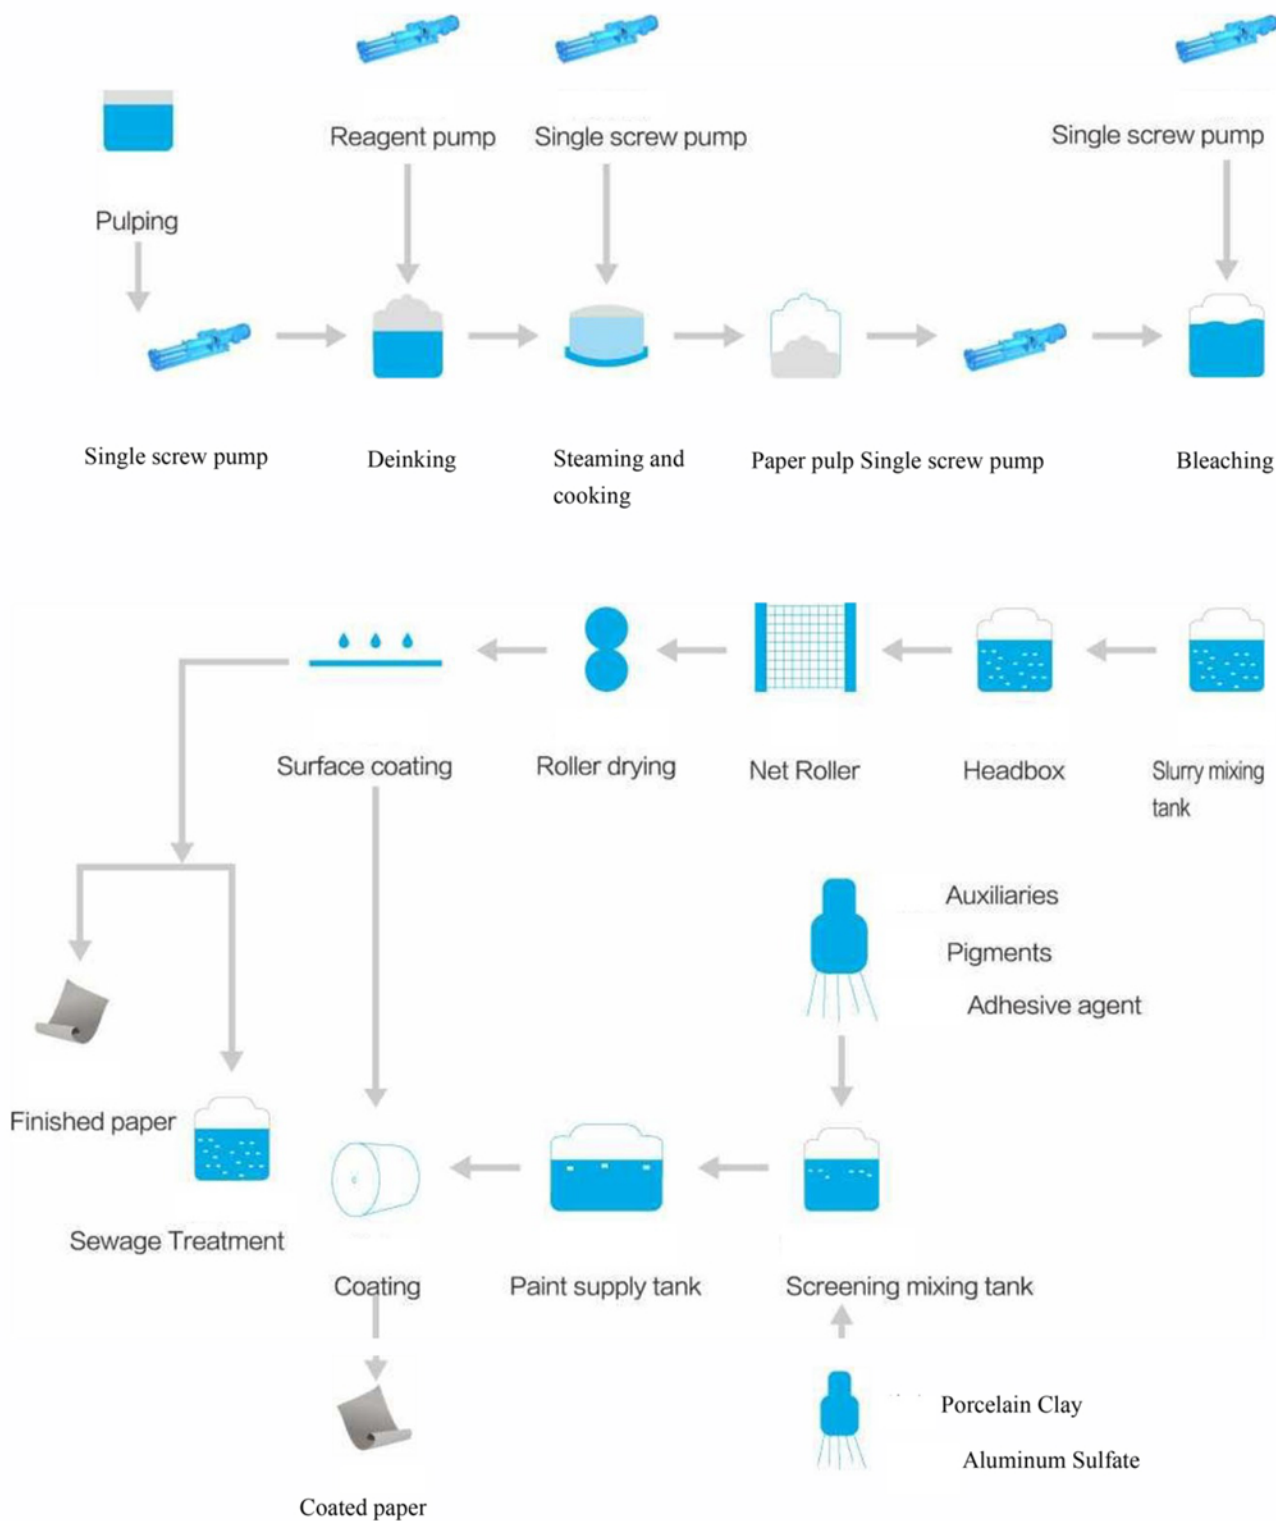 Reagent pump
Single screw pump
Single screw pump
Pulping
Single screw pump
Deinking
Steaming and
cooking
Paper pulp Single screw pump
Bleaching
Surface coating
Roller drying
Net Roller
Headbox
Slurry mixing
tank
Auxiliaries
Pigments
Adhesive agent
Finished paper
Sewage Treatment
Coating
Paint supply tank
Screening mixing tank
Porcelain Clay
Aluminum Sulfate
Coated paper